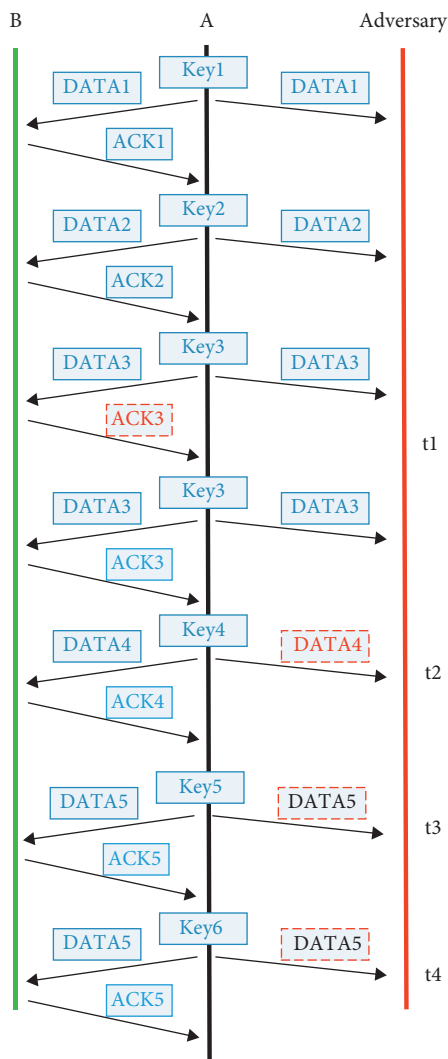 B A Adversary
Key1
DATA1 DATA1
ACK1
Key2
DATA2 DATA2
ACK2
Key3
DATA3 DATA3
ACK3
t1
Key3
DATA3 DATA3
ACK3
Key4
DATA4 DATA4
t2
ACK4
Key5
DATA5 DATA5
t3
ACK5
Key6
DATA5 DATA5
t4
ACK5